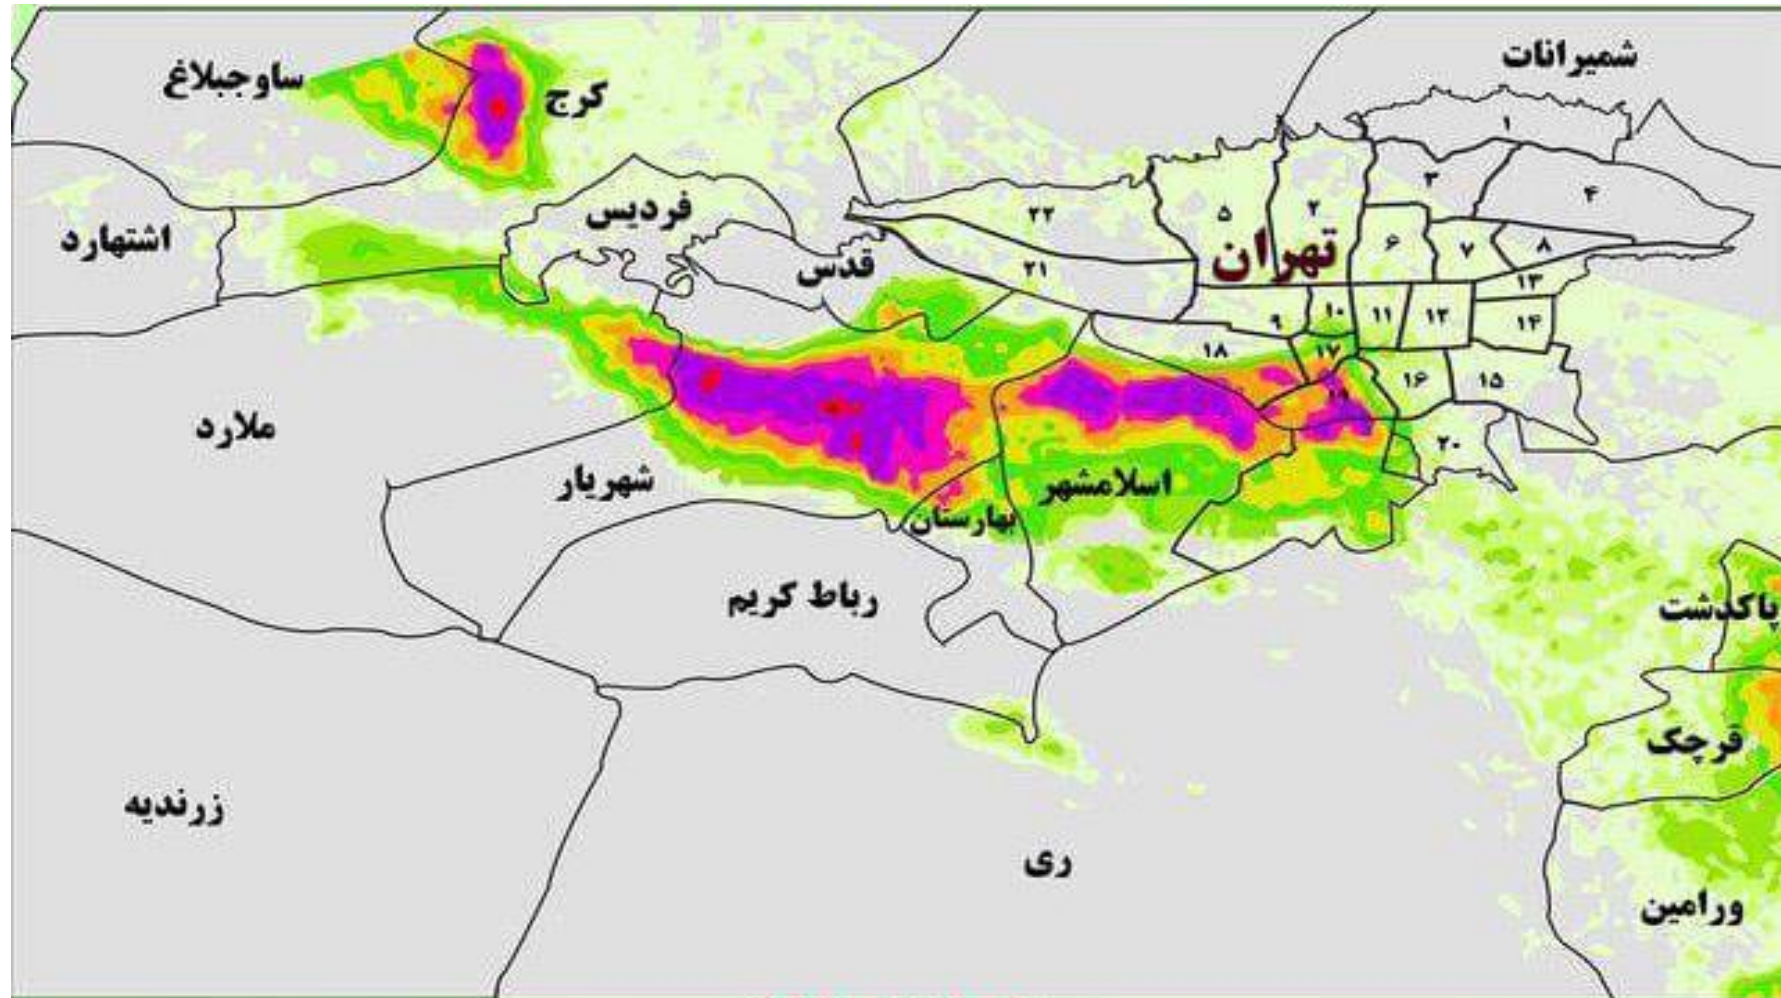 شمیرانات
ساوجبلاغ
کرج
۱
۳
۴
فردیس
۲۲
۵
۲
اشتهارد
تهران
۶
۷
۸
قدس
۲۱
۱۳
۹
۱۰
۱۱
۱۲
۱۴
۱۸
۱۷
۱۶
۱۵
۱۹
ملارد
۲۰
شهریار
اسلامشهر
بهارستان
رباط کریم
پاکدشت
قرچک
زرندیه
ری
ورامین